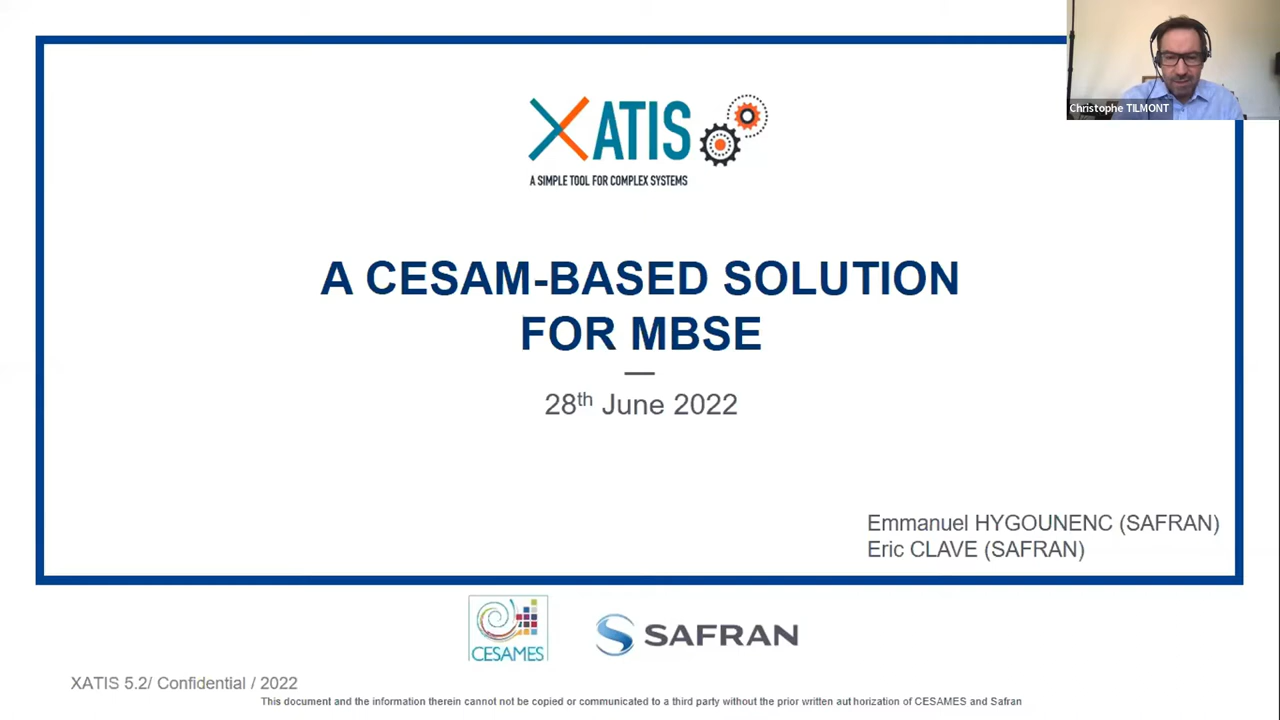 Christophe TILMONT
XATIS
A SIMPLE TOOL FOR COMPLEX SYSTEMS
A CESAM-BASED SOLUTION
FOR MBSE
28th June 2022
Emmanuel HYGOUNENC (SAFRAN)
Eric CLAVE (SAFRAN)
CESAMES
SAFRAN
XATIS 5.2/ Confidential / 2022
This document and the information therein cannot not be copied or communicated to a third party without the prior written aut horization of CESAMES and Safran